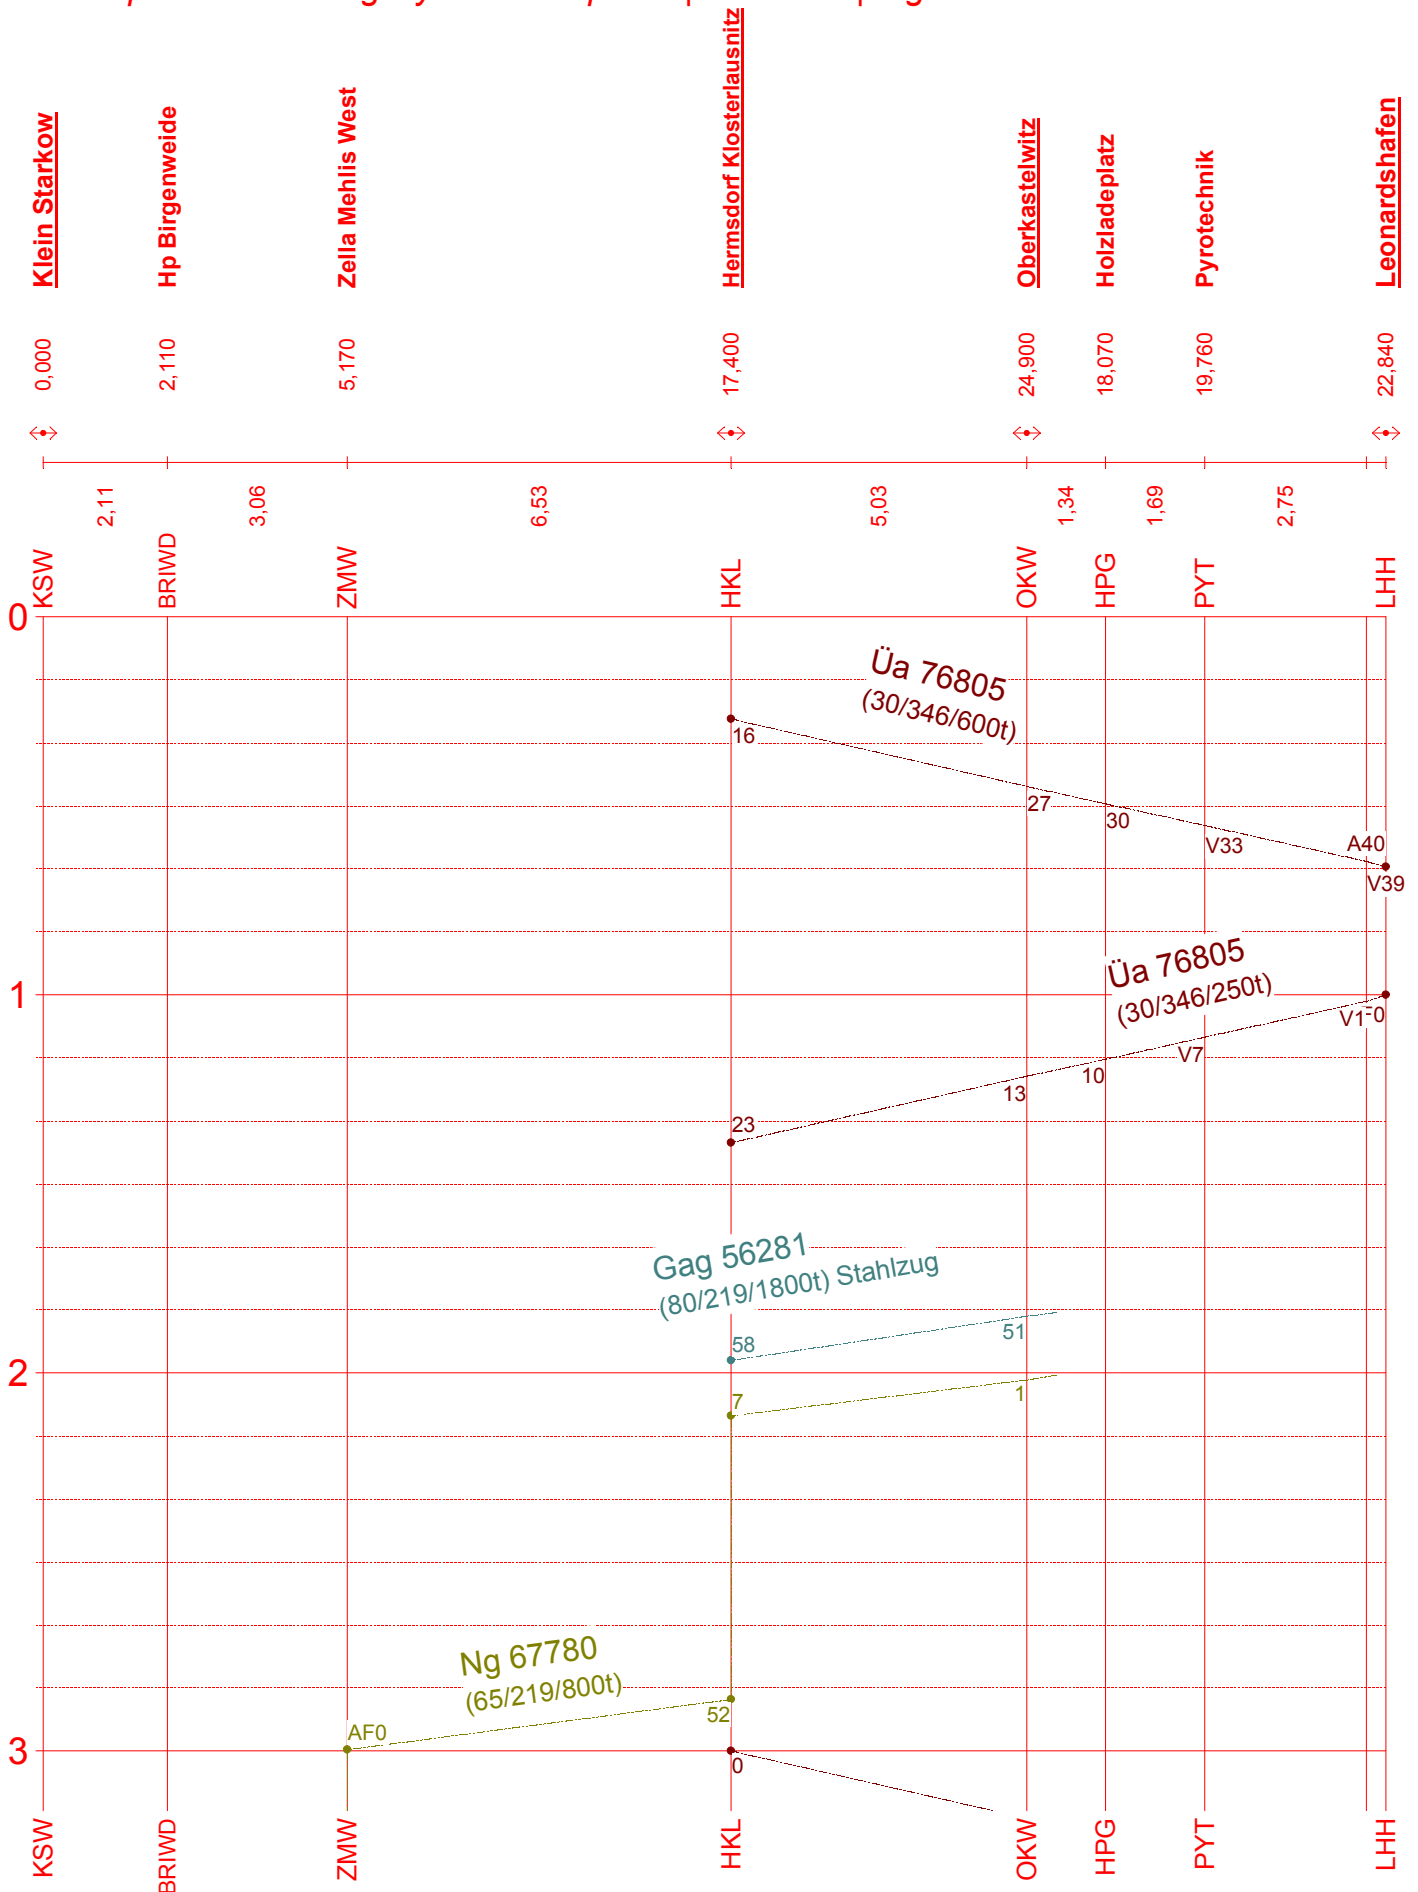 Klein Starkow
Hp Birgenweide
Zella Mehlis West
Hermsdorf Klosterlausnitz
Oberkastelwitz
Holzladeplatz
Pyrotechnik
Leonardshafen
0,000
2,110
5,170
17,400
24,900
18,070
19,760
22,840
2,11
3,06
6,53
5,03
1,34
1,69
2,75
KSW
BRIWD
ZMW
HKL
OKW
HPG
PYT
LHH
0
Üa 76805
(30/346/600t)
16
27
30
V33
A40
V39
Üa 76805
(30/346/250t)
1
V1
0
V7
10
13
23
Gag 56281
(80/219/1800t) Stahlzug
58
51
2
7
1
Ng 67780
(65/219/800t)
52
AF0
3
0
KSW
BRIWD
ZMW
HKL
OKW
HPG
PYT
LHH